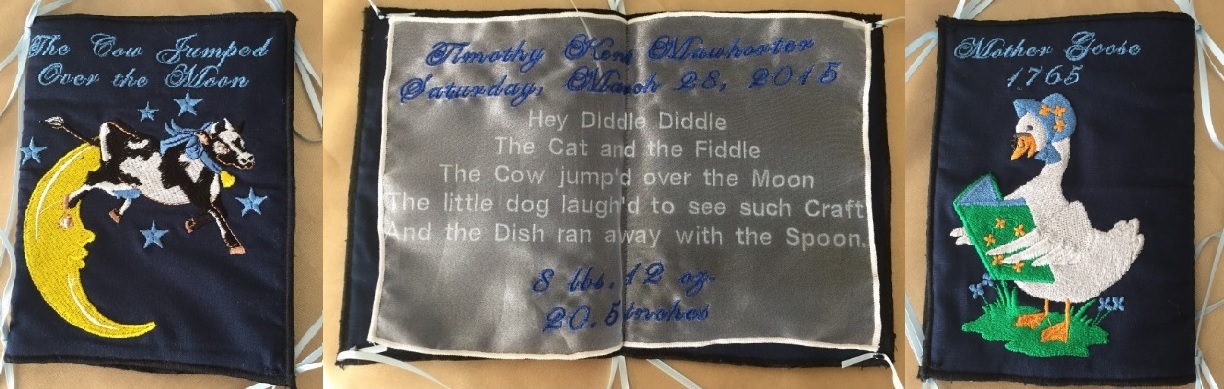 The Cow Jumped
Over the Moon
Timothy Kent Mawhorter
Saturday, March 28, 2015
Hey Diddle Diddle
The Cat and the Fiddle
The Cow jump'd over the Moon
The little dog laugh'd to see such Craft
And the Dish ran away with the Spoon.
8 lbs. 12 oz.
20.5 inches
Mother Goose
1765